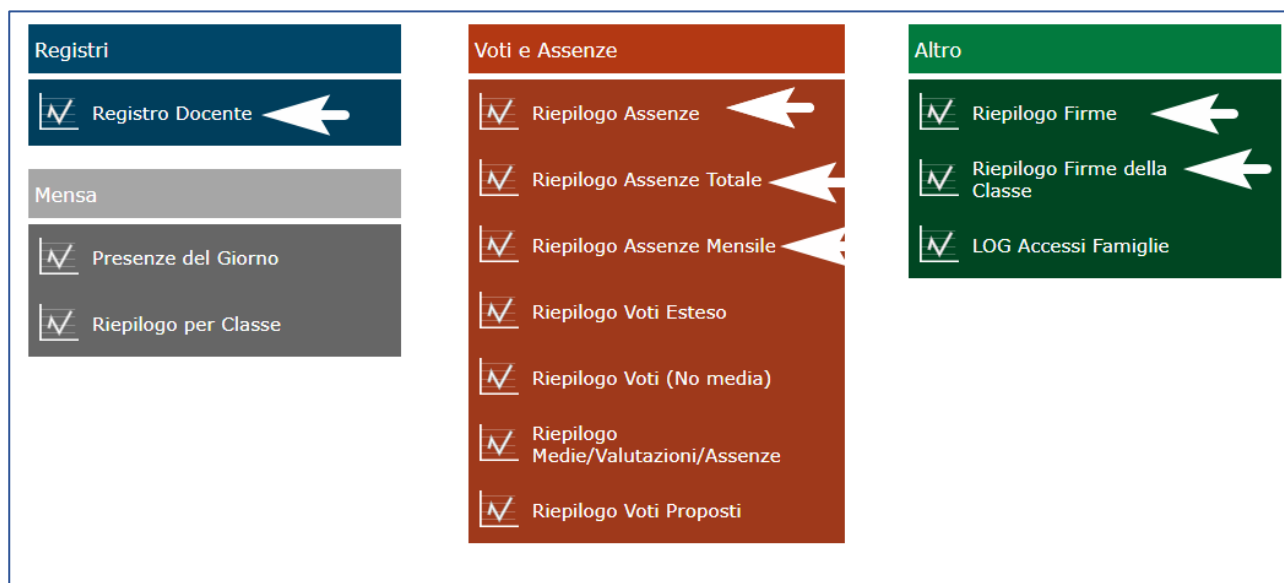 Registri
Registro Docente
Mensa
Presenze del Giorno
Riepilogo per Classe
Voti e Assenze
Riepilogo Assenze
Riepilogo Assenze Totale
Riepilogo Assenze Mensile
Riepilogo Voti Esteso
Riepilogo Voti (No media)
Riepilogo
Medie/Valutazioni/Assenze
Riepilogo Voti Proposti
Altro
Riepilogo Firme
Riepilogo Firme della
Classe
LOG Accessi Famiglie